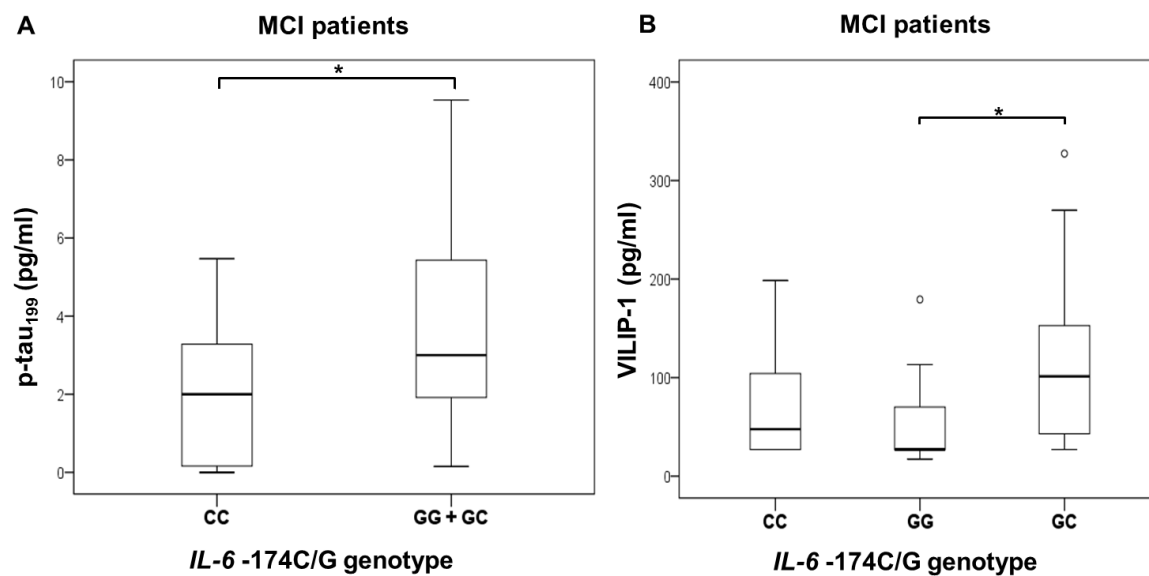 A
MCI patients
*
10
8
6
4
2
0
p-tau199 (pg/ml)
CC
GG + GC
IL-6 -174C/G genotype
B
MCI patients
*
400
300
200
100
0
VILIP-1 (pg/ml)
CC
GG
GC
IL-6 -174C/G genotype